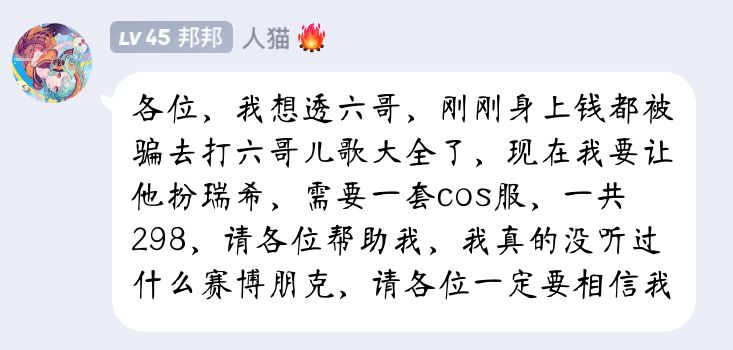 LV 45 邦邦 人猫🔥
各位，我想透六哥，刚刚身上钱都被
骗去打六哥儿歌大全了，现在我要让
他扮瑞希，需要一套cos服，一共
298，请各位帮助我，我真的没听过
什么赛博朋克，请各位一定要相信我